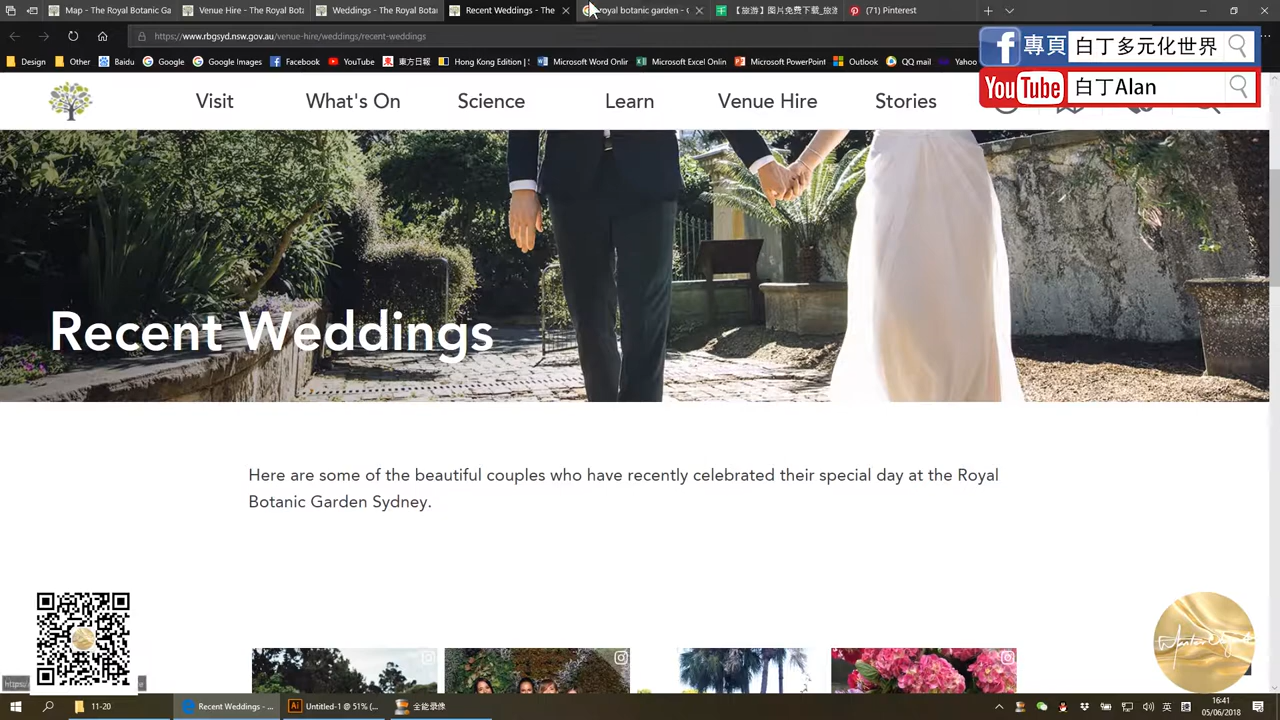 Map - The Royal Botanic Ga
Venue Hire - The Royal Bota
Weddings - The Royal Botan
Recent Weddings - The
royal botanic garden - G
【旅游】图片免费下载_旅游
(71) Pinterest
https://www.rbgsyd.nsw.gov.au/venue-hire/weddings/recent-weddings
Design
Other
Baidu
Google
Google Images
Facebook
YouTube
東方日報
Hong Kong Edition |
Microsoft Word Onlir
Microsoft Excel Onlin
Microsoft PowerPoint
Outlook
QQ mail
Yahoo
f 專頁 白丁多元化世界
YouTube 白丁Alan
Visit
What's On
Science
Learn
Venue Hire
Stories
Recent Weddings
Here are some of the beautiful couples who have recently celebrated their special day at the Royal
Botanic Garden Sydney.
https:/
11-20
Recent Weddings - ...
Ai Untitled-1 @ 51% (...
全能录像
英
16:41
05/06/2018